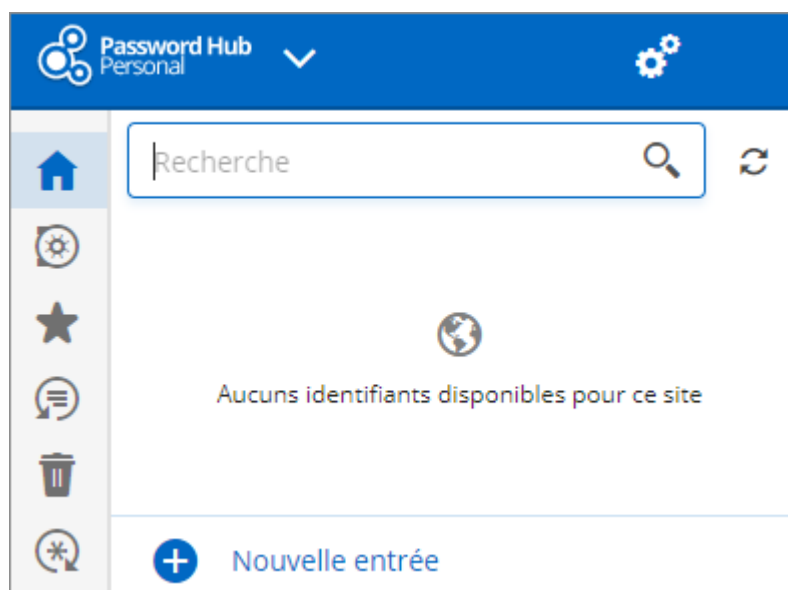 Password Hub
Personal
Recherche
Aucuns identifiants disponibles pour ce site
Nouvelle entrée